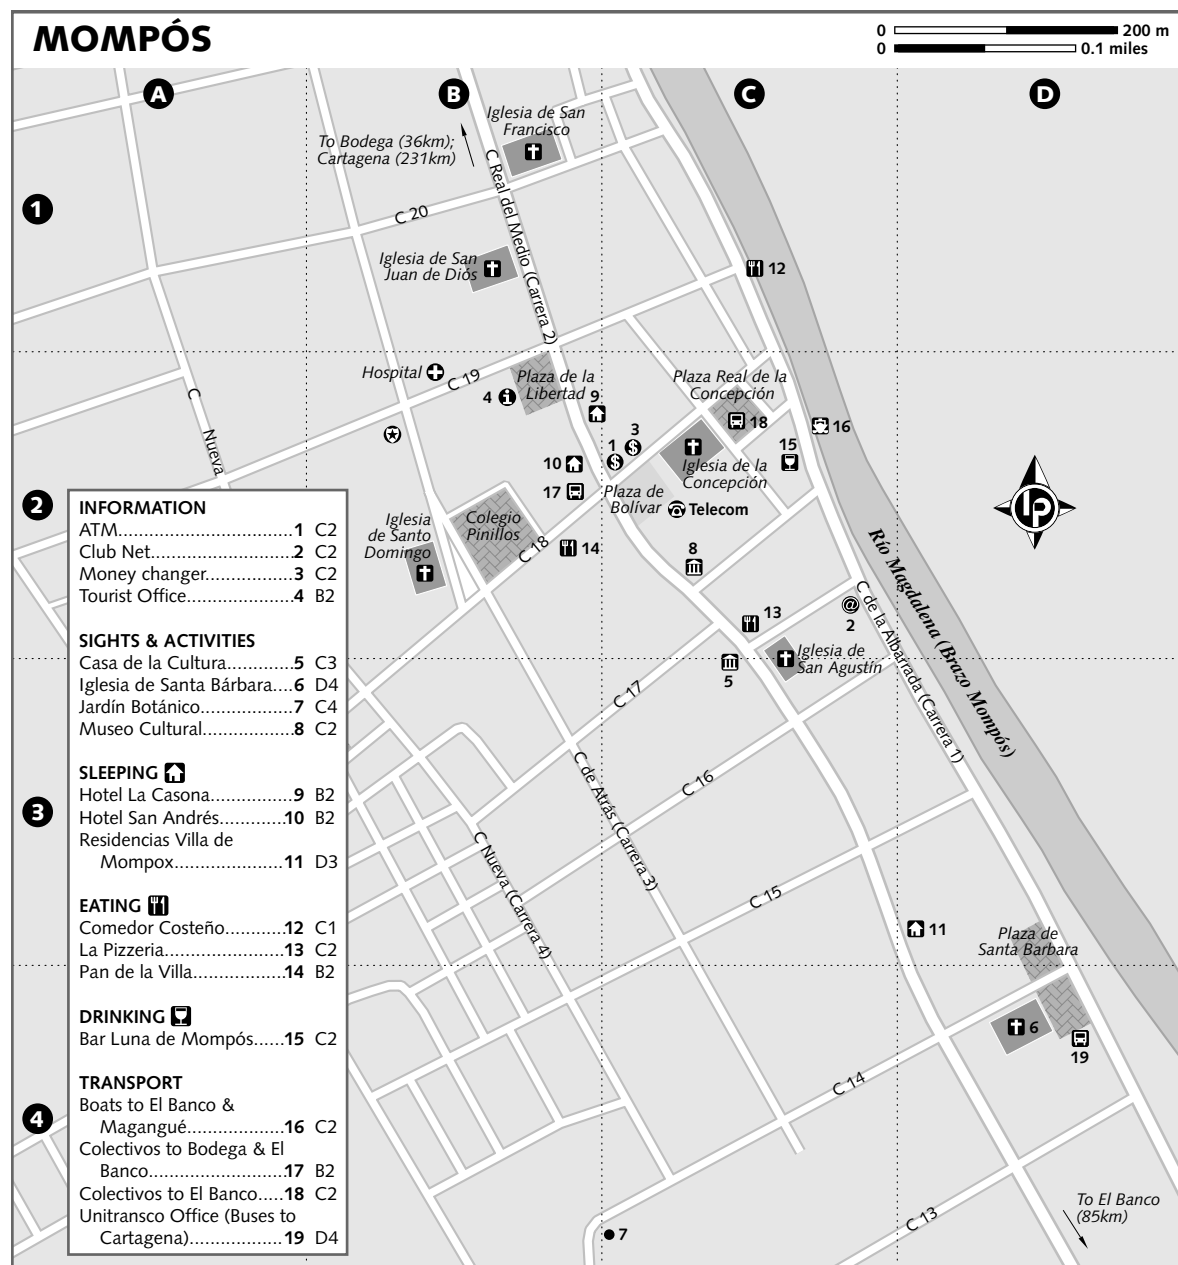 MOMPÓS
0 200 m
0 0.1 miles
A
B
C
D
1
2
3
4
Iglesia de San
Francisco
To Bodega (36km);
Cartagena (231km)
C Real del Medio (Carrera 2)
C 20
Iglesia de San
Juan de Diós
12
Hospital
C 19
4
Plaza de la
Libertad
9
Plaza Real de la
Concepción
18
16
3
1
15
10
Iglesia de la
Concepción
17
Plaza de
Bolívar
Telecom
C Nueva
Iglesia
de Santo
Domingo
Colegio
Pinillos
C 18
14
8
lp
Río Magdalena (Brazo Mompós)
C de la Albarrada (Carrera 1)
@
2
13
Iglesia de
San Agustín
5
C 17
C de Atrás (Carrera 3)
C 16
C Nueva (Carrera 4)
C 15
11
Plaza de
Santa Barbara
6
19
C 14
To El Banco
(85km)
C 13
7
INFORMATION
ATM................................1 C2
Club Net..........................2 C2
Money changer................3 C2
Tourist Office...................4 B2
SIGHTS & ACTIVITIES
Casa de la Cultura............5 C3
Iglesia de Santa Bárbara....6 D4
Jardín Botánico.................7 C4
Museo Cultural................8 C2
SLEEPING
Hotel La Casona...............9 B2
Hotel San Andrés............10 B2
Residencias Villa de
Mompox....................11 D3
EATING
Comedor Costeño...........12 C1
La Pizzeria......................13 C2
Pan de la Villa.................14 B2
DRINKING
Bar Luna de Mompós......15 C2
TRANSPORT
Boats to El Banco &
Magangué..................16 C2
Colectivos to Bodega & El
Banco.........................17 B2
Colectivos to El Banco.....18 C2
Unitransco Office (Buses to
Cartagena).................19 D4